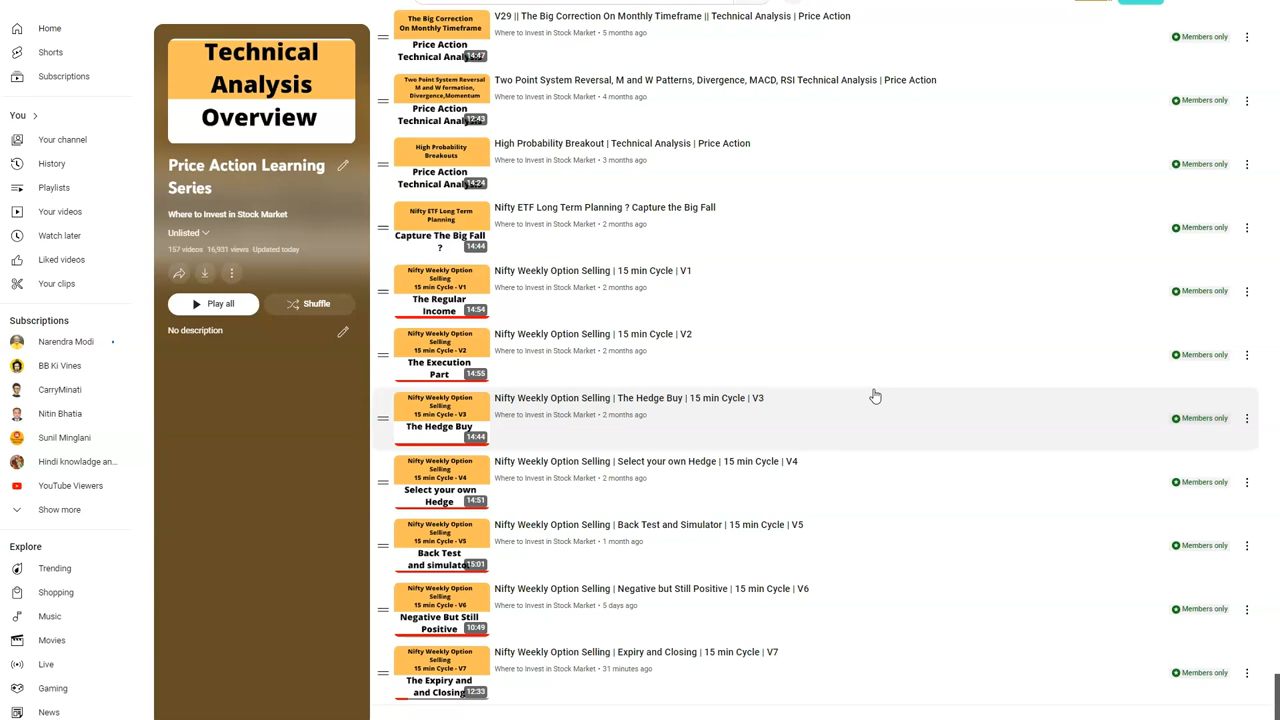 Home
Shorts
Subscriptions
You
Your channel
History
Playlists
Your videos
Watch later
Liked videos
Your clips
Subscriptions
Narendra Modi
BB Ki Vines
CarryMinati
Nitin Bhatia
Sunil Minglani
Hindi knowladge an...
YouTube Viewers
Show more
Explore
Trending
Shopping
Music
Movies
Live
Gaming
News
Technical
Analysis
Overview
Price Action Learning
Series
Where to Invest in Stock Market
Unlisted
157 videos 16,931 views Updated today
Play all
Shuffle
No description
The Big Correction
On Monthly Timeframe
Price Action
Technical Analysis
14:47
V29 || The Big Correction On Monthly Timeframe || Technical Analysis | Price Action
Where to Invest in Stock Market • 5 months ago
Members only
Two Point System Reversal
M and W formation,
Divergence,Momentum
Price Action
Technical Analysis
12:43
Two Point System Reversal, M and W Patterns, Divergence, MACD, RSI Technical Analysis | Price Action
Where to Invest in Stock Market • 4 months ago
Members only
High Probability
Breakouts
Price Action
Technical Analysis
14:24
High Probability Breakout | Technical Analysis | Price Action
Where to Invest in Stock Market • 3 months ago
Members only
Nifty ETF Long Term
Planning
Capture The Big Fall
?
14:44
Nifty ETF Long Term Planning ? Capture the Big Fall
Where to Invest in Stock Market • 2 months ago
Members only
Nifty Weekly Option
Selling
15 min Cycle - V1
The Regular
Income
14:54
Nifty Weekly Option Selling | 15 min Cycle | V1
Where to Invest in Stock Market • 2 months ago
Members only
Nifty Weekly Option
Selling
15 min Cycle - V2
The Execution
Part
14:55
Nifty Weekly Option Selling | 15 min Cycle | V2
Where to Invest in Stock Market • 2 months ago
Members only
Nifty Weekly Option
Selling
15 min Cycle - V3
The Hedge Buy
14:44
Nifty Weekly Option Selling | The Hedge Buy | 15 min Cycle | V3
Where to Invest in Stock Market • 2 months ago
Members only
Nifty Weekly Option
Selling
15 min Cycle - V4
Select your own
Hedge
14:51
Nifty Weekly Option Selling | Select your own Hedge | 15 min Cycle | V4
Where to Invest in Stock Market • 2 months ago
Members only
Nifty Weekly Option
Selling
15 min Cycle - V5
Back Test
and simulator
15:01
Nifty Weekly Option Selling | Back Test and Simulator | 15 min Cycle | V5
Where to Invest in Stock Market • 1 month ago
Members only
Nifty Weekly Option
Selling
15 min Cycle - V6
Negative But Still
Positive
10:49
Nifty Weekly Option Selling | Negative but Still Positive | 15 min Cycle | V6
Where to Invest in Stock Market • 5 days ago
Members only
Nifty Weekly Option
Selling
15 min Cycle - V7
The Expiry and
and Closing
12:33
Nifty Weekly Option Selling | Expiry and Closing | 15 min Cycle | V7
Where to Invest in Stock Market • 31 minutes ago
Members only